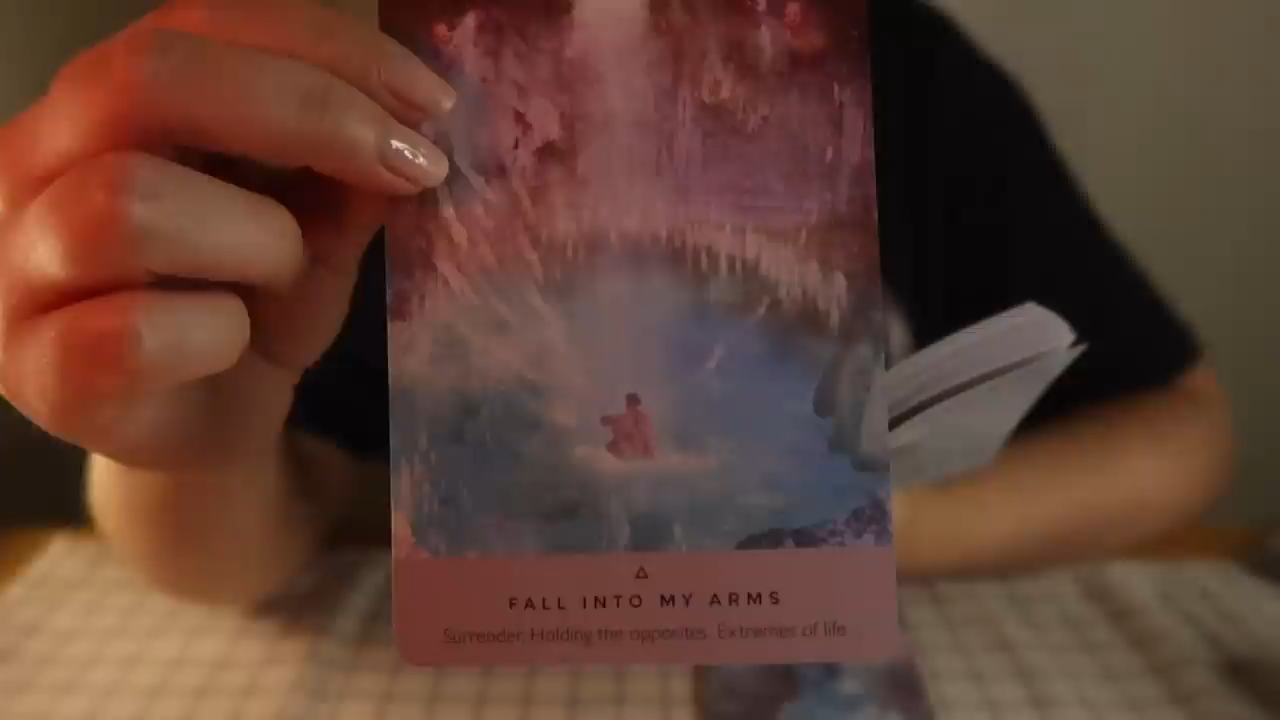 FALL INTO MY ARMS
Surrender. Holding the opposites. Extremes of life.